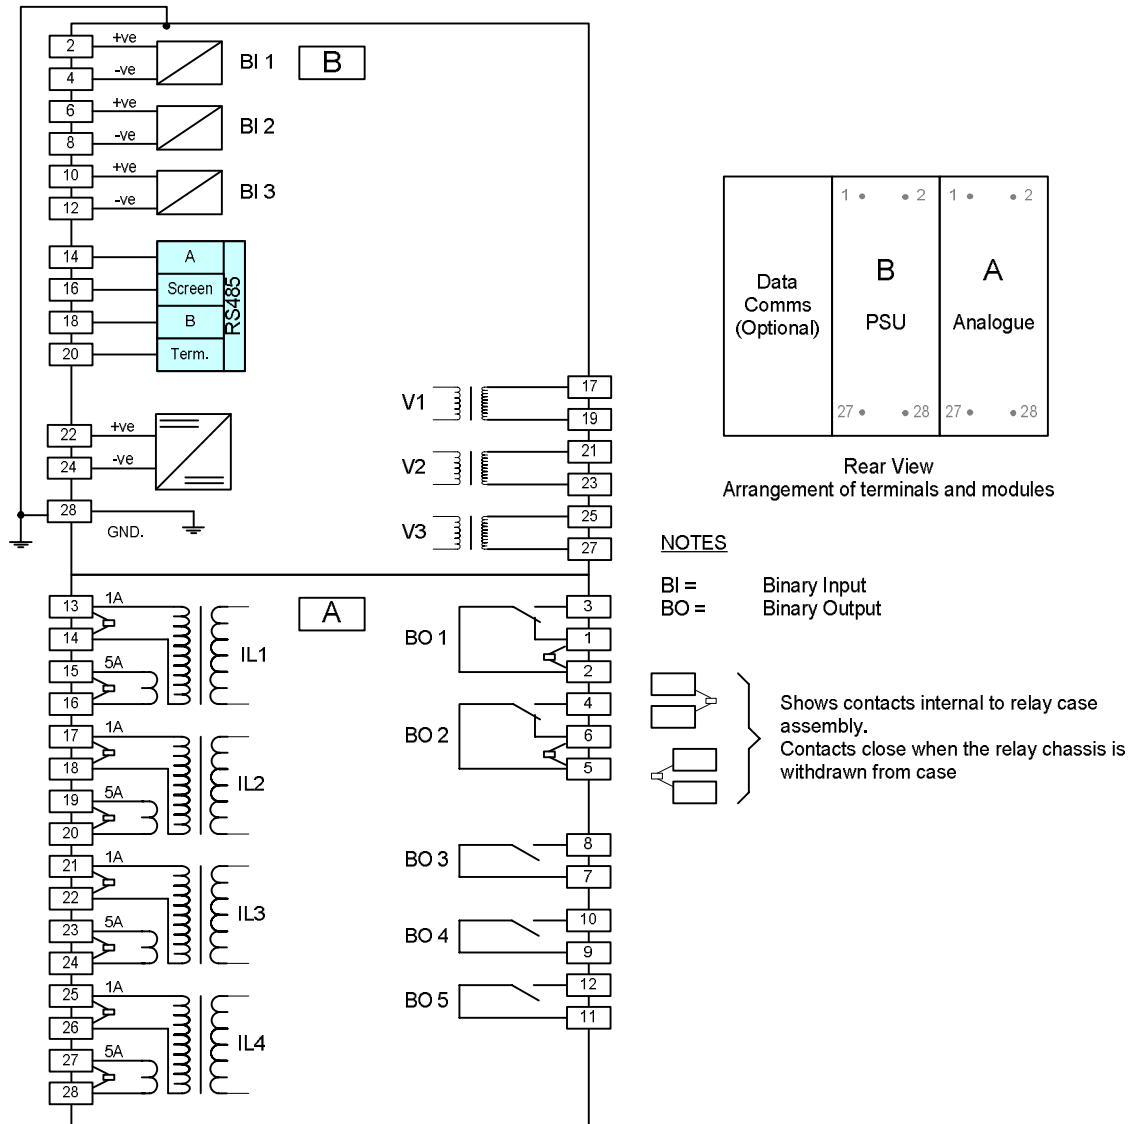 2 +ve
BI 1
B
4 -ve
6 +ve
BI 2
8 -ve
10 +ve
BI 3
12 -ve
14 A
16 Screen
18 B
20 Term.
RS485
22 +ve
24 -ve
28
GND.
V1
17
19
V2
21
23
V3
25
27
A
13 1A
14
15 5A
16
IL1
17 1A
18
19 5A
20
IL2
21 1A
22
23 5A
24
IL3
25 1A
26
27 5A
28
IL4
BO 1
3
1
2
BO 2
4
6
5
BO 3
8
7
BO 4
10
9
BO 5
12
11
Data
Comms
(Optional)
1 2
B
PSU
27 28
1 2
A
Analogue
27 28
Rear View
Arrangement of terminals and modules
NOTES
BI = Binary Input
BO = Binary Output
Shows contacts internal to relay case
assembly.
Contacts close when the relay chassis is
withdrawn from case